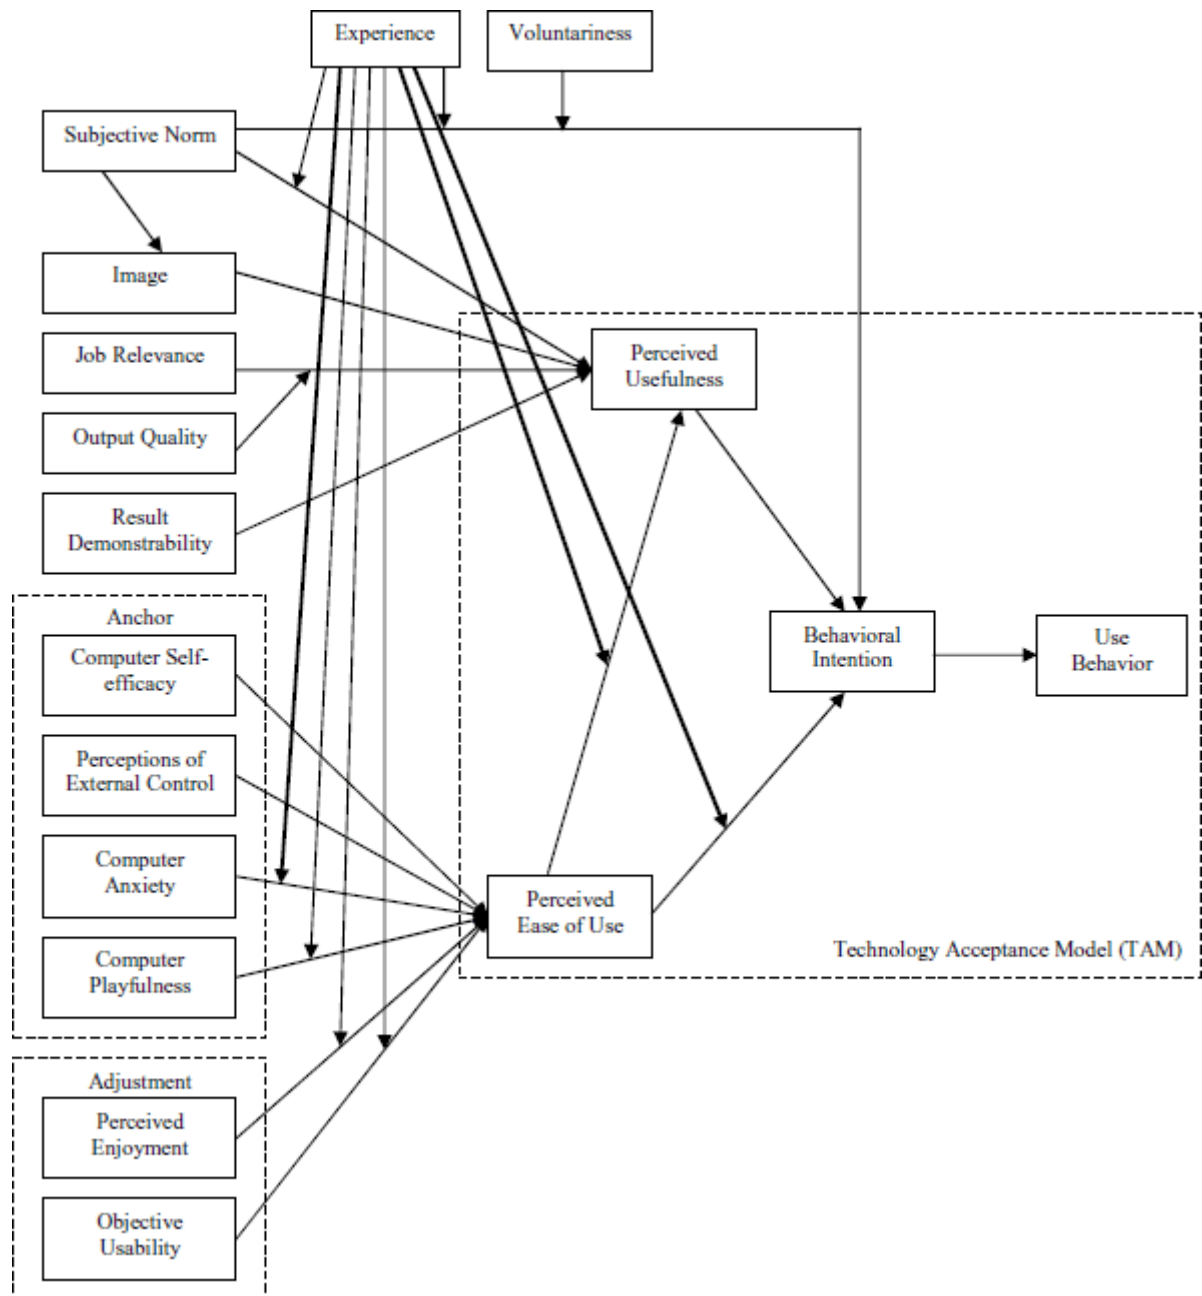 Experience
Voluntariness
Subjective Norm
Image
Job Relevance
Output Quality
Result
Demonstrability
Perceived
Usefulness
Anchor
Computer Self-
efficacy
Perceptions of
External Control
Computer
Anxiety
Computer
Playfulness
Behavioral
Intention
Use
Behavior
Perceived
Ease of Use
Technology Acceptance Model (TAM)
Adjustment
Perceived
Enjoyment
Objective
Usability